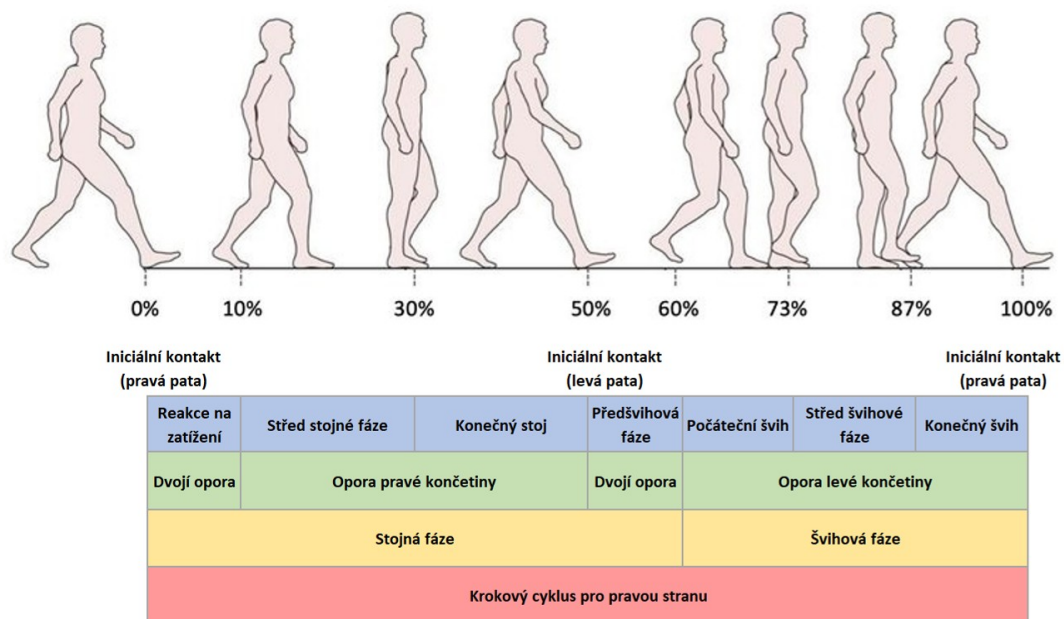 0% 10% 30% 50% 60% 73% 87% 100%
Iniciální kontakt
(pravá pata)
Iniciální kontakt
(levá pata)
Iniciální kontakt
(pravá pata)
Reakce na
zatížení
Střed stojné fáze
Konečný stoj
Předšvihová
fáze
Počáteční švih
Střed švihové
fáze
Konečný švih
Dvojí opora
Opora pravé končetiny
Dvojí opora
Opora levé končetiny
Stojná fáze
Švihová fáze
Krokový cyklus pro pravou stranu